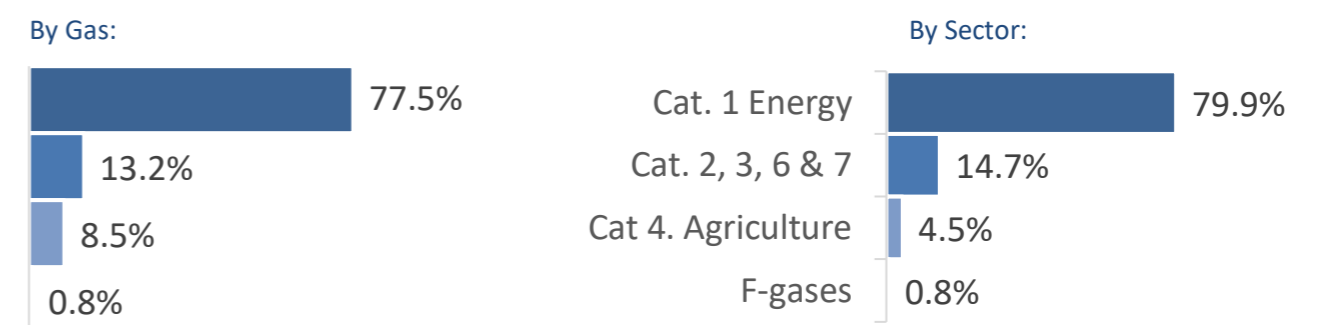 By Gas:
77.5%
13.2%
8.5%
0.8%
By Sector:
Cat. 1 Energy 79.9%
Cat. 2, 3, 6 & 7 14.7%
Cat 4. Agriculture 4.5%
F-gases 0.8%